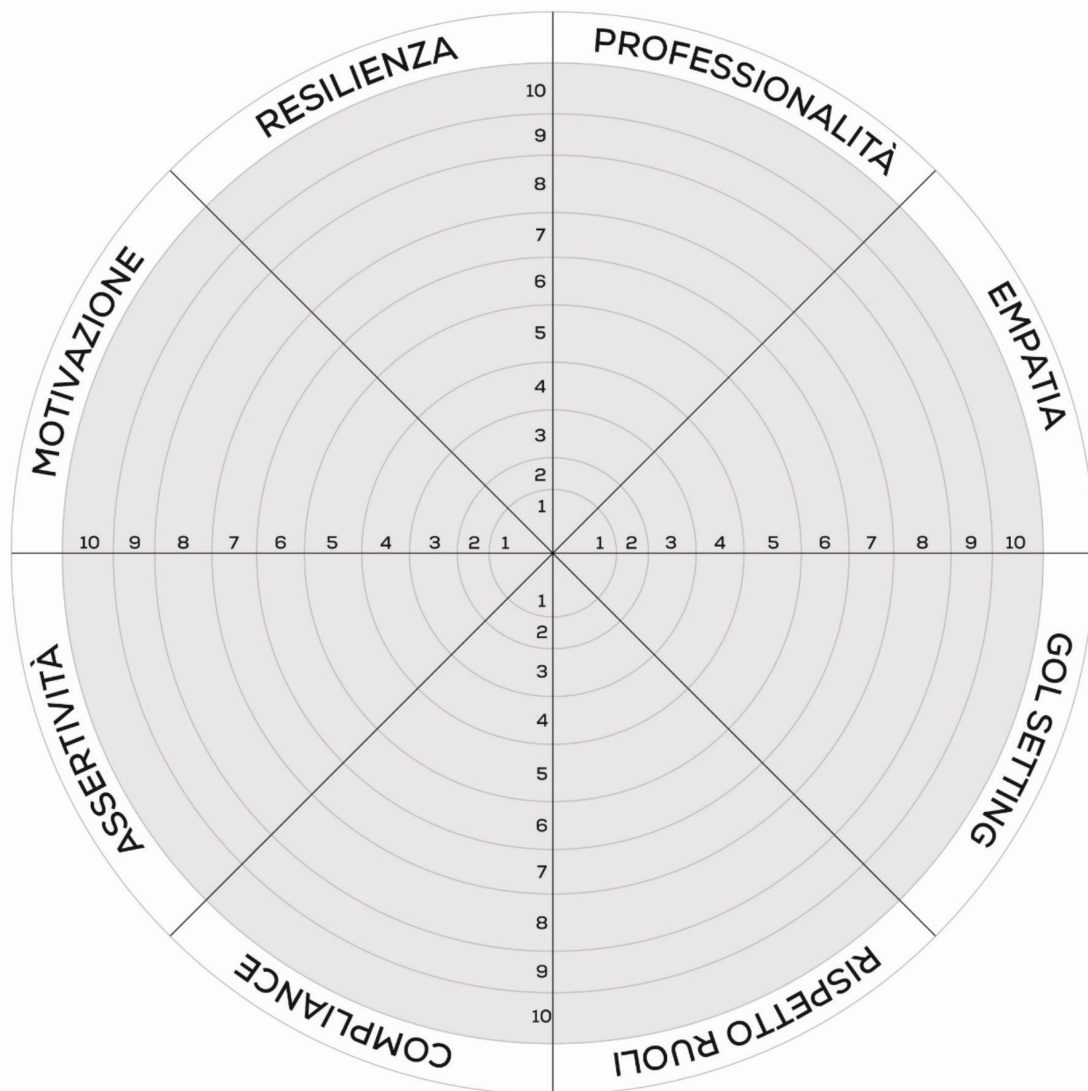 PROFESSIONALITÀ
EMPATIA
GOL SETTING
RISPETTO RUOLI
COMPLIANCE
ASSERTIVITÀ
MOTIVAZIONE
RESILIENZA
10
9
8
7
6
5
4
3
2
1
10 9 8 7 6 5 4 3 2 1 1 2 3 4 5 6 7 8 9 10
1
2
3
4
5
6
7
8
9
10